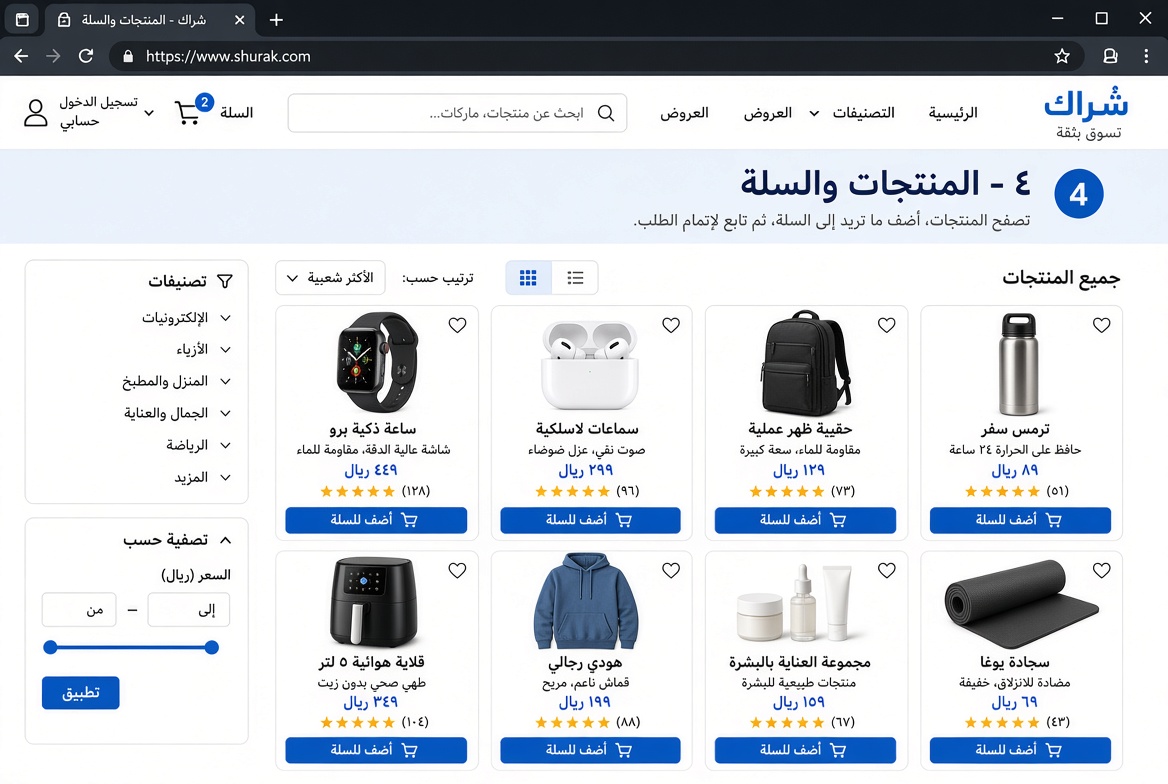 شراك - المنتجات والسلة
https://www.shurak.com
شُراك
تسوق بثقة
الرئيسية
التصنيفات
العروض
العروض
ابحث عن منتجات، ماركات...
السلة
2
تسجيل الدخول
حسابي
4
٤ - المنتجات والسلة
تصفح المنتجات، أضف ما تريد إلى السلة، ثم تابع لإتمام الطلب.
جميع المنتجات
ترتيب حسب:
الأكثر شعبية
ترمس سفر
حافظ على الحرارة ٢٤ ساعة
٨٩ ريال
(٥١)
أضف للسلة
حقيبة ظهر عملية
مقاومة للماء، سعة كبيرة
١٢٩ ريال
(٧٣)
أضف للسلة
سماعات لاسلكية
صوت نقي، عزل ضوضاء
٢٩٩ ريال
(٩٦)
أضف للسلة
ساعة ذكية برو
شاشة عالية الدقة، مقاومة للماء
٤٤٩ ريال
(١٢٨)
أضف للسلة
سجادة يوغا
مضادة للانزلاق، خفيفة
٦٩ ريال
(٤٣)
أضف للسلة
مجموعة العناية بالبشرة
منتجات طبيعية للبشرة
١٥٩ ريال
(٦٧)
أضف للسلة
هودي رجالي
قماش ناعم، مريح
١٩٩ ريال
(٨٨)
أضف للسلة
قلاية هوائية ٥ لتر
طهي صحي بدون زيت
٣٤٩ ريال
(١٠٤)
أضف للسلة
تصنيفات
الإلكترونيات
الأزياء
المنزل والمطبخ
الجمال والعناية
الرياضة
المزيد
تصفية حسب
السعر (ريال)
إلى – من
تطبيق